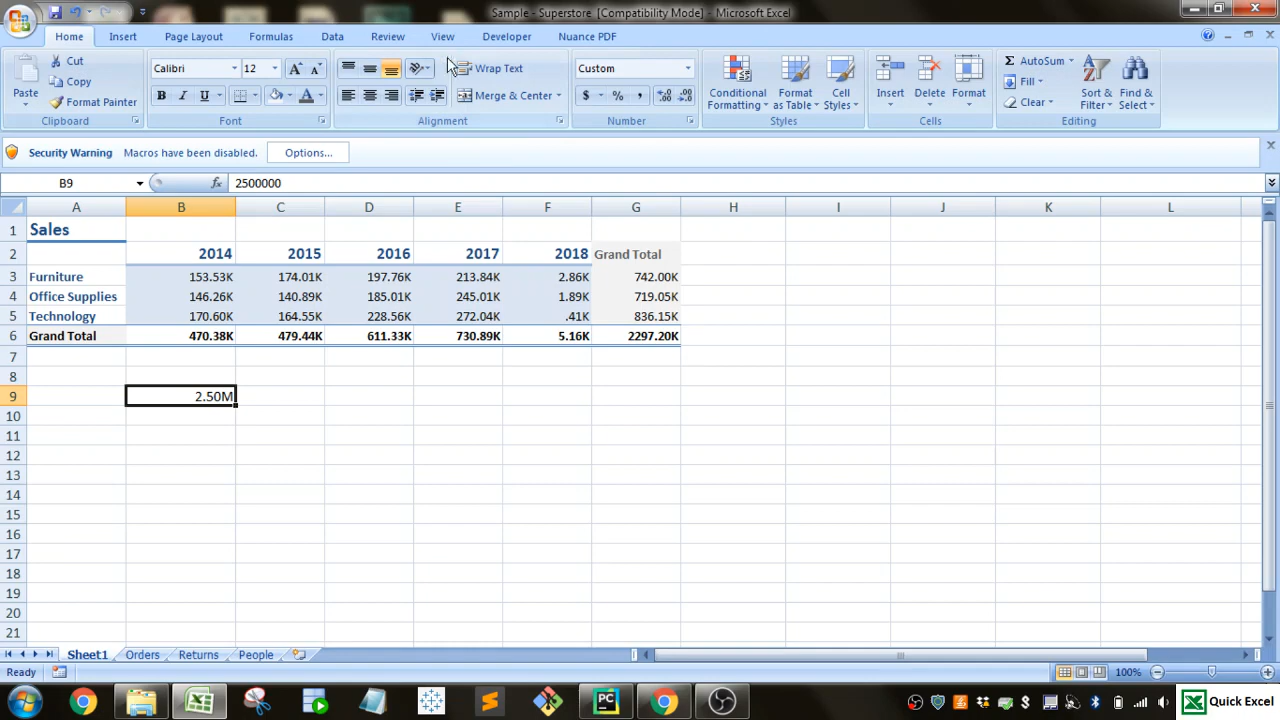 Sample - Superstore [Compatibility Mode] - Microsoft Excel
Home Insert Page Layout Formulas Data Review View Developer Nuance PDF
Paste Cut
Copy
Format Painter
Calibri 12
B I U A
Wrap Text
Merge & Center
Custom
$ % ,
Conditional Formatting
Format as Table
Cell Styles
Insert Delete Format
Σ AutoSum
Fill
Clear
Sort & Filter
Find & Select
Clipboard Font Alignment Number Styles Cells Editing
Security Warning Macros have been disabled. Options...
B9 fx 2500000
A B C D E F G H I J K L
1 Sales
2 2014 2015 2016 2017 2018 Grand Total
3 Furniture 153.53K 174.01K 197.76K 213.84K 2.86K 742.00K
4 Office Supplies 146.26K 140.89K 185.01K 245.01K 1.89K 719.05K
5 Technology 170.60K 164.55K 228.56K 272.04K .41K 836.15K
6 Grand Total 470.38K 479.44K 611.33K 730.89K 5.16K 2297.20K
7
8
9 2.50M
10
11
12
13
14
15
16
17
18
19
20
21
Sheet1 Orders Returns People
Ready 100%
PC
Quick Excel